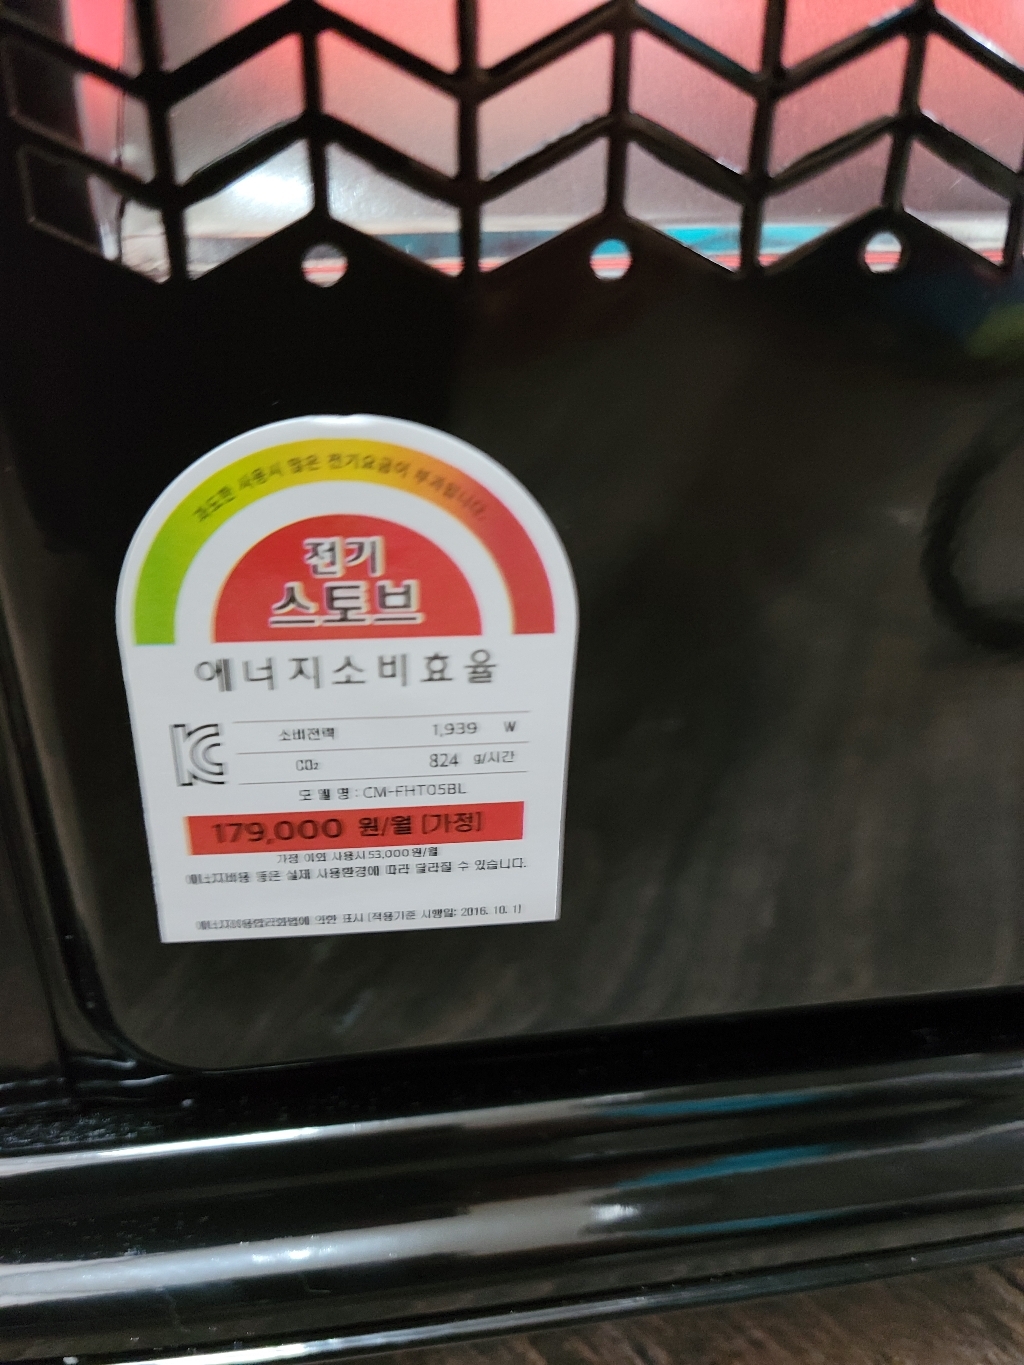 과도한 사용시 많은 전기요금이 부과됩니다.
전기
스토브
에너지소비효율
소비전력 1,939 W
CO₂ 824 g/시간
모델명 : CM-FHT05BL
179,000 원/월 [가정]
가정 이외 사용시 53,000원/월
에너지비용 등은 실제 사용환경에 따라 달라질 수 있습니다.
에너지이용합리화법에 의한 표시 (적용기준 시행일: 2016. 10. 1)